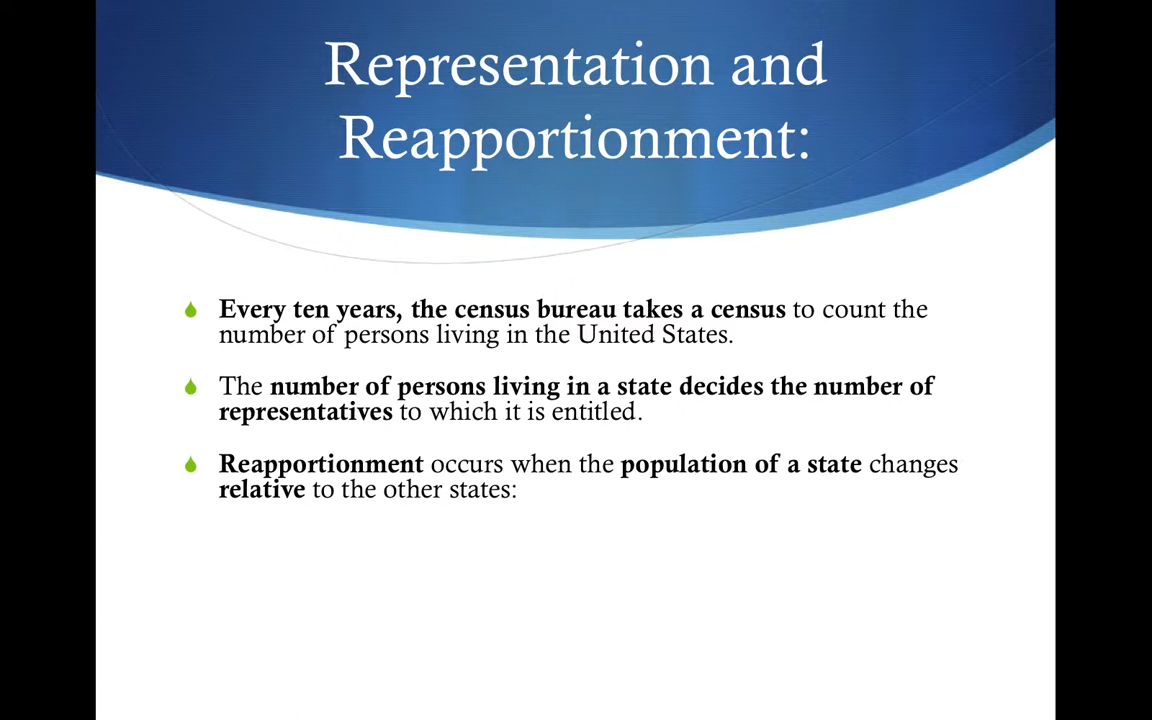 Representation and
Reapportionment:
Every ten years, the census bureau takes a census to count the
number of persons living in the United States.
The number of persons living in a state decides the number of
representatives to which it is entitled.
Reapportionment occurs when the population of a state changes
relative to the other states: